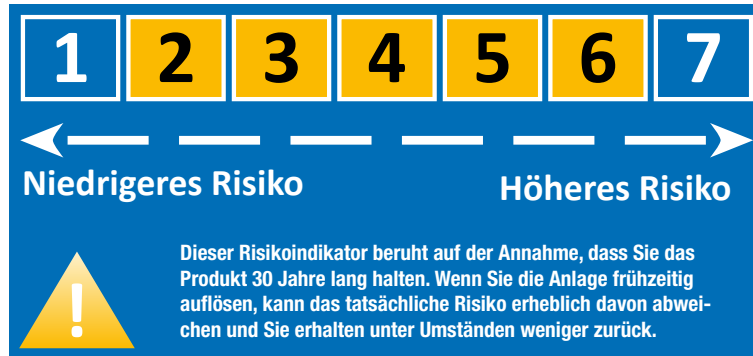 1 2 3 4 5 6 7
Niedrigeres Risiko Höheres Risiko
Dieser Risikoindikator beruht auf der Annahme, dass Sie das
Produkt 30 Jahre lang halten. Wenn Sie die Anlage frühzeitig
auflösen, kann das tatsächliche Risiko erheblich davon abwei-
chen und Sie erhalten unter Umständen weniger zurück.
!